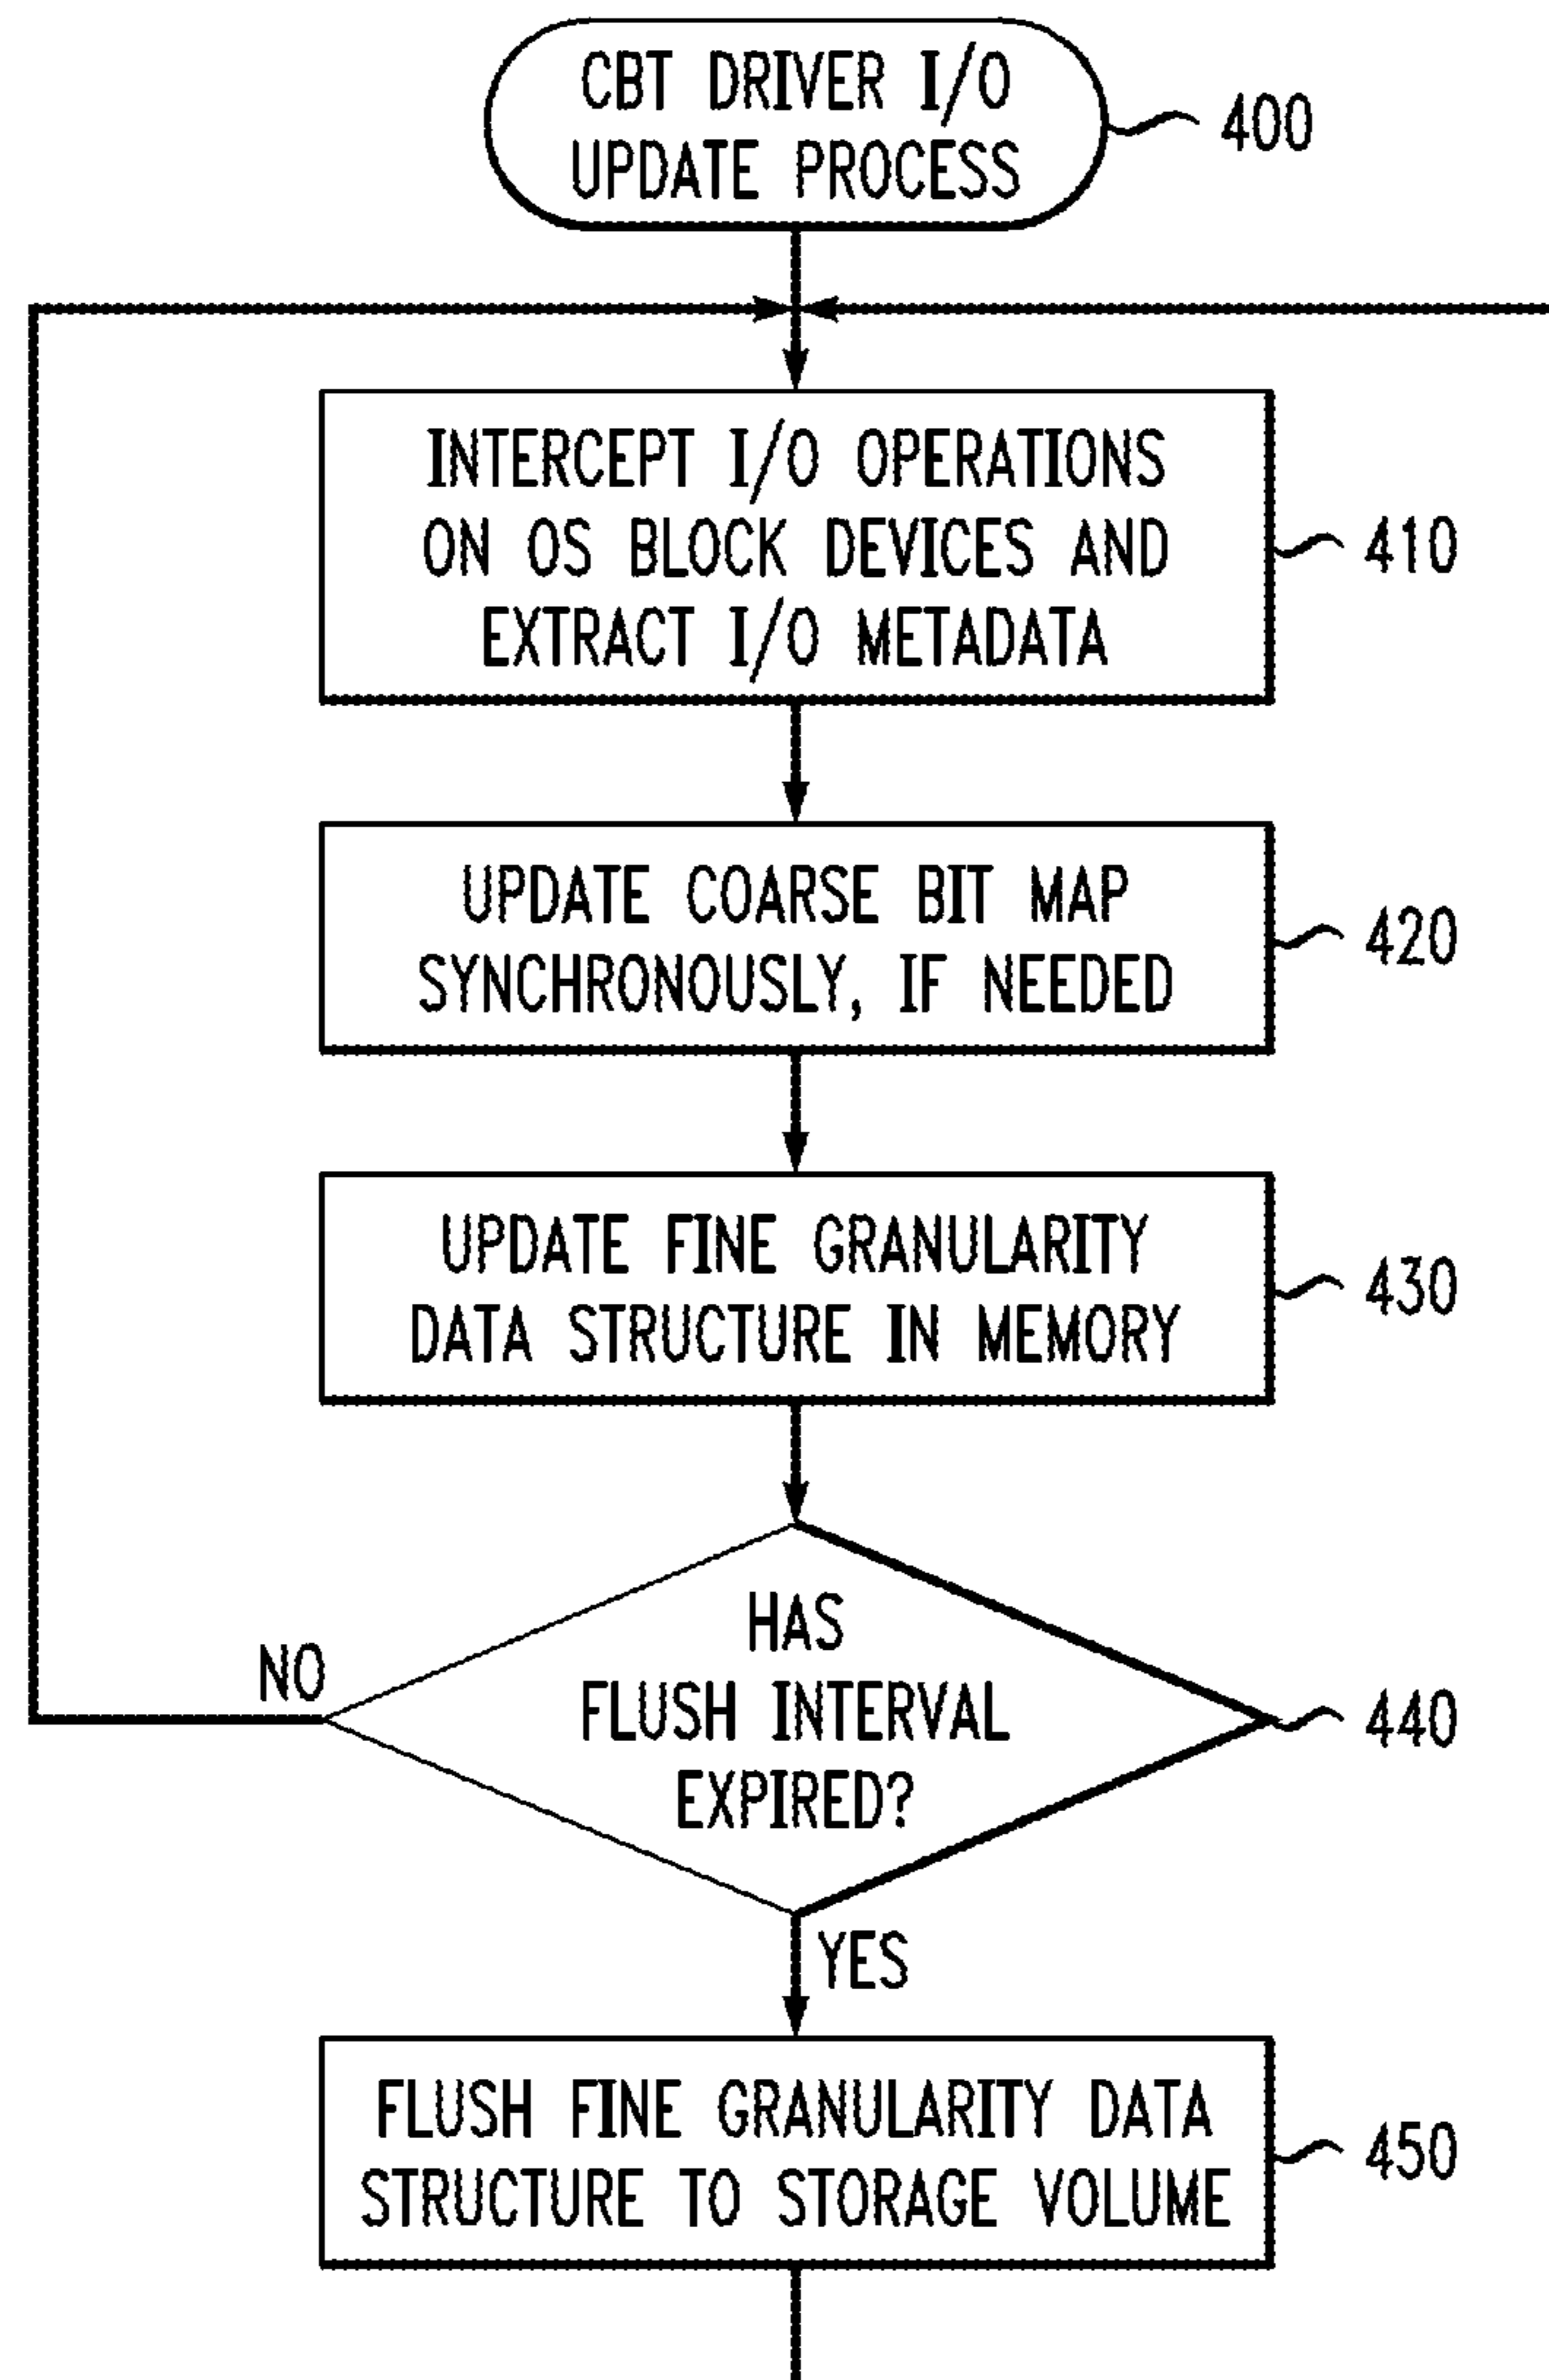 CBT DRIVER I/O
UPDATE PROCESS
400
INTERCEPT I/O OPERATIONS
ON OS BLOCK DEVICES AND
EXTRACT I/O METADATA
410
UPDATE COARSE BIT MAP
SYNCHRONOUSLY, IF NEEDED
420
UPDATE FINE GRANULARITY
DATA STRUCTURE IN MEMORY
430
HAS
FLUSH INTERVAL
EXPIRED?
440
NO
YES
FLUSH FINE GRANULARITY DATA
STRUCTURE TO STORAGE VOLUME
450